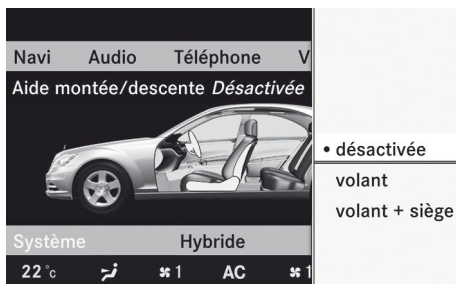 Navi Audio Téléphone V
Aide montée/descente Désactivée
• désactivée
volant
volant + siège
Système Hybride
22°c 1 AC 1